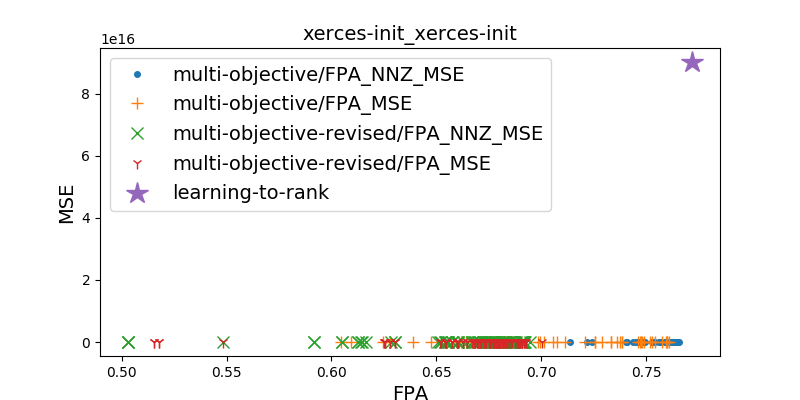 xerces-init_xerces-init
1e16
multi-objective/FPA_NNZ_MSE
multi-objective/FPA_MSE
multi-objective-revised/FPA_NNZ_MSE
multi-objective-revised/FPA_MSE
learning-to-rank
MSE
8
6
4
2
0
0.50 0.55 0.60 0.65 0.70 0.75
FPA